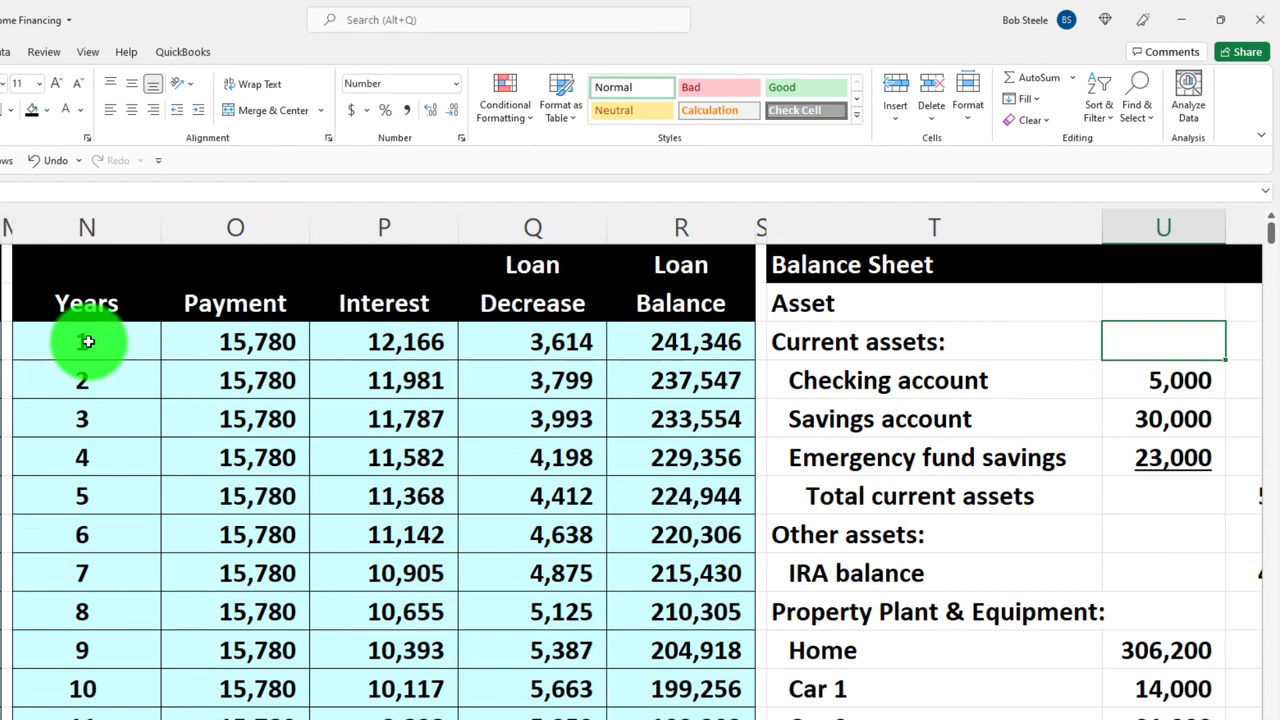 ome Financing
Search (Alt+Q)
Bob Steele BS
ta Review View Help QuickBooks
Comments Share
11 Wrap Text Number
Merge & Center
Conditional Formatting
Format as Table
Normal Bad Good
Neutral Calculation Check Cell
Insert Delete Format
AutoSum
Fill
Clear
Sort & Filter
Find & Select
Analyze Data
Alignment Number Styles Cells Editing Analysis
ws Undo Redo
M N O P Q R S T U
Loan Loan Balance Sheet
Years Payment Interest Decrease Balance Asset
1 15,780 12,166 3,614 241,346 Current assets:
2 15,780 11,981 3,799 237,547 Checking account 5,000
3 15,780 11,787 3,993 233,554 Savings account 30,000
4 15,780 11,582 4,198 229,356 Emergency fund savings 23,000
5 15,780 11,368 4,412 224,944 Total current assets
6 15,780 11,142 4,638 220,306 Other assets:
7 15,780 10,905 4,875 215,430 IRA balance
8 15,780 10,655 5,125 210,305 Property Plant & Equipment:
9 15,780 10,393 5,387 204,918 Home 306,200
10 15,780 10,117 5,663 199,256 Car 1 14,000